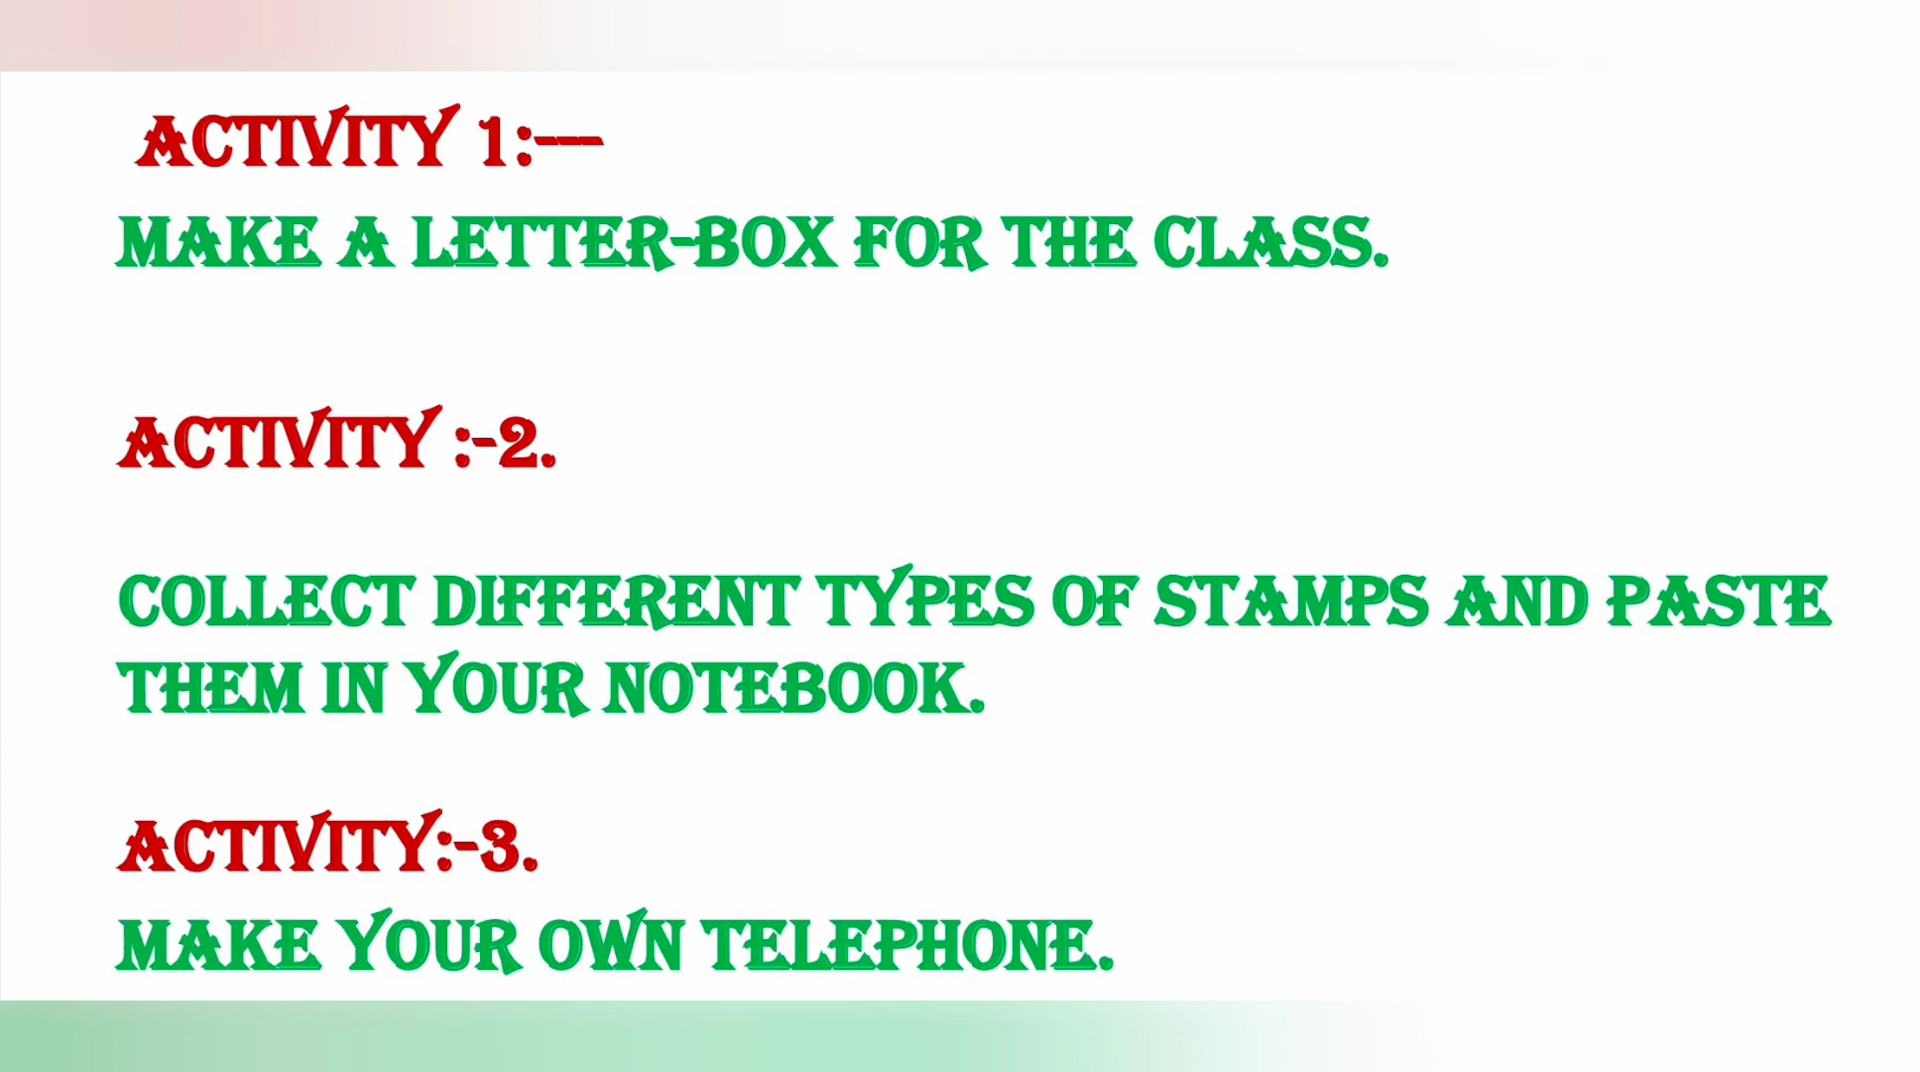 ACTIVITY 1:---
MAKE A LETTER-BOX FOR THE CLASS.
ACTIVITY :-2.
COLLECT DIFFERENT TYPES OF STAMPS AND PASTE
THEM IN YOUR NOTEBOOK.
ACTIVITY:-3.
MAKE YOUR OWN TELEPHONE.